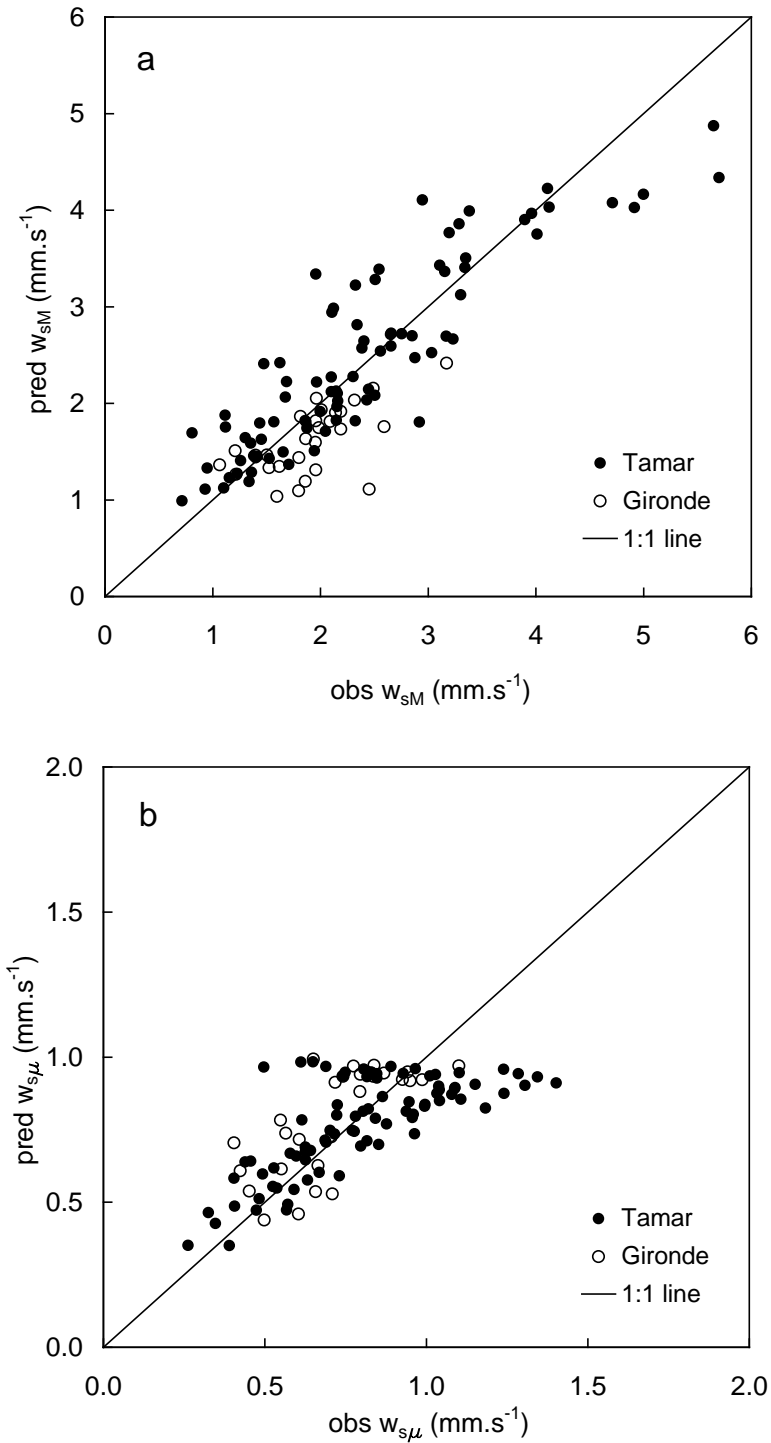 a
6
5
4
3
2
1
0
pred w_sM (mm.s⁻¹)
Tamar
Gironde
1:1 line
0 1 2 3 4 5 6
obs w_sM (mm.s⁻¹)
b
2.0
1.5
1.0
0.5
0.0
pred w_sμ (mm.s⁻¹)
Tamar
Gironde
1:1 line
0.0 0.5 1.0 1.5 2.0
obs w_sμ (mm.s⁻¹)